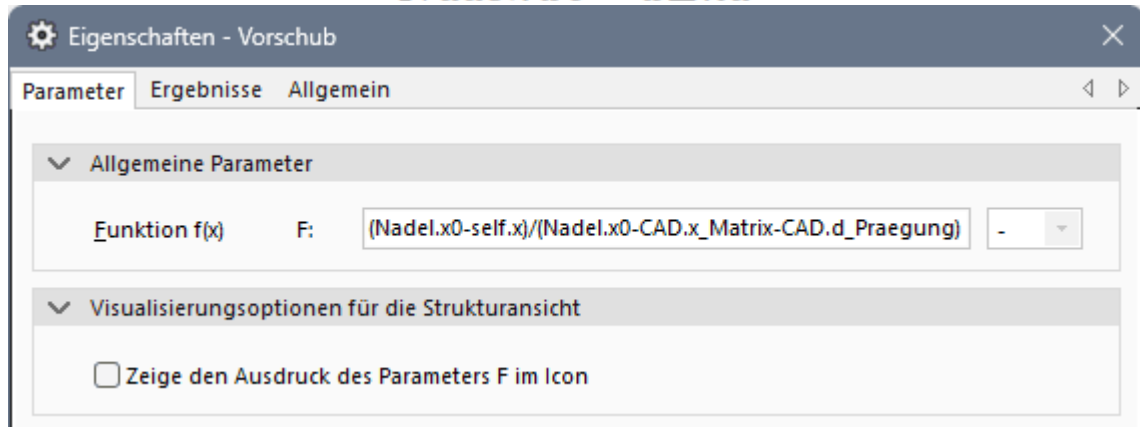 Eigenschaften - Vorschub
Parameter Ergebnisse Allgemein
Allgemeine Parameter
Funktion f(x) F: (Nadel.x0-self.x)/(Nadel.x0-CAD.x_Matrix-CAD.d_Praegung) -
Visualisierungsoptionen für die Strukturansicht
Zeige den Ausdruck des Parameters F im Icon